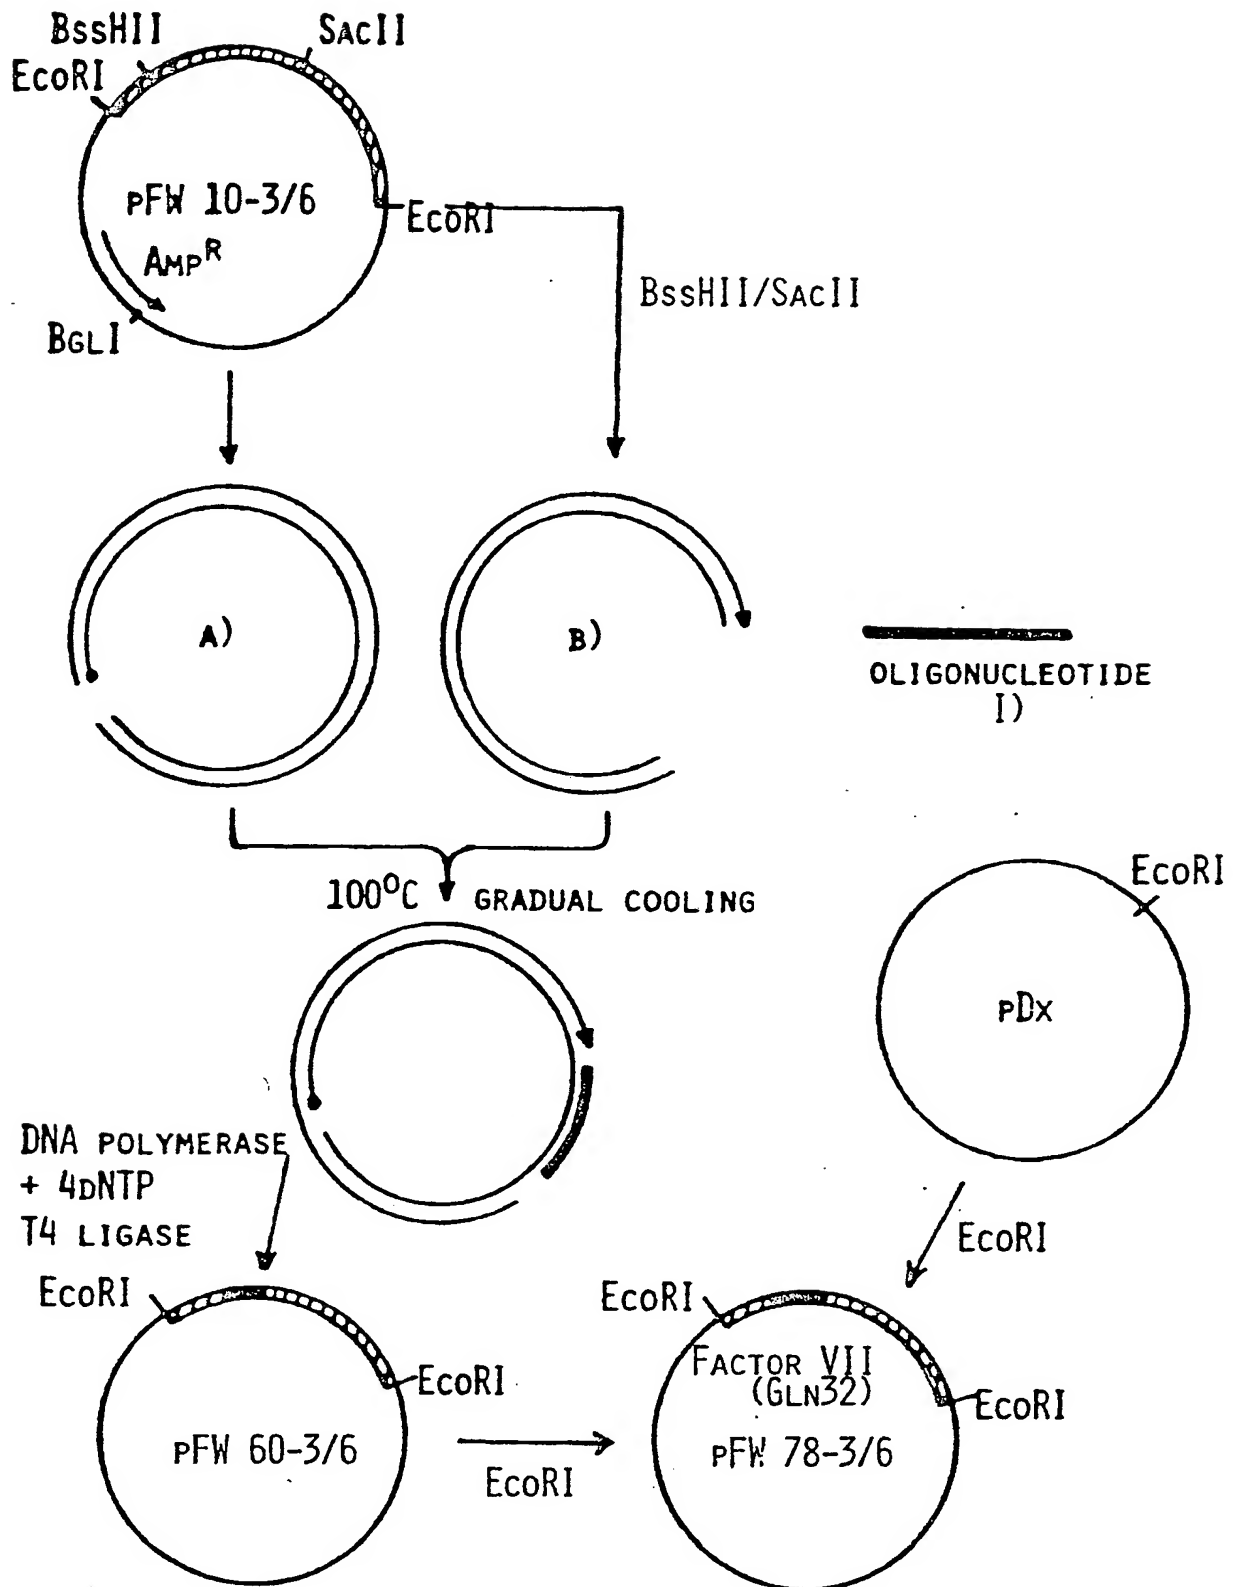 BssHII
SacII
EcoRI
pFW 10-3/6
EcoRI
AmpR
BglI
BssHII/SacII
A)
B)
OLIGONUCLEOTIDE
I)
100°C GRADUAL COOLING
EcoRI
pDx
DNA POLYMERASE
+ 4dNTP
T4 LIGASE
EcoRI
EcoRI
EcoRI
FACTOR VII
(GLN32)
EcoRI
EcoRI
pFW 60-3/6
pFW 78-3/6
EcoRI